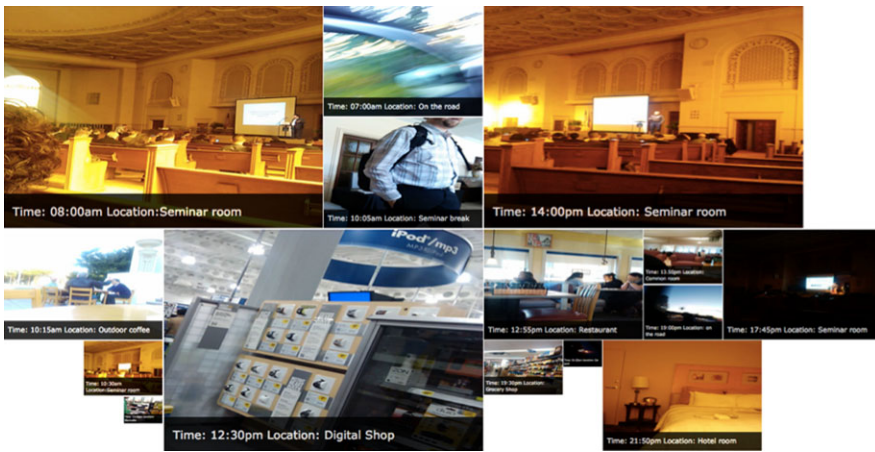 Time: 08:00am Location:Seminar room
Time: 07:00am Location: On the road
Time: 10:05am Location: Seminar break
Time: 14:00pm Location: Seminar room
Time: 10:15am Location: Outdoor coffee
iPod®/mp3
Time: 12:30pm Location: Digital Shop
Time: 12:55pm Location: Restaurant
Time: 13:30pm Location:
Common room
Time: 19:00pm Location: on
the road
Time: 17:45pm Location: Seminar room
Time: 10:30am
Location:Seminar room
Time: 19:30pm Location:
Grocery Shop
Time: 21:50pm Location: Hotel room